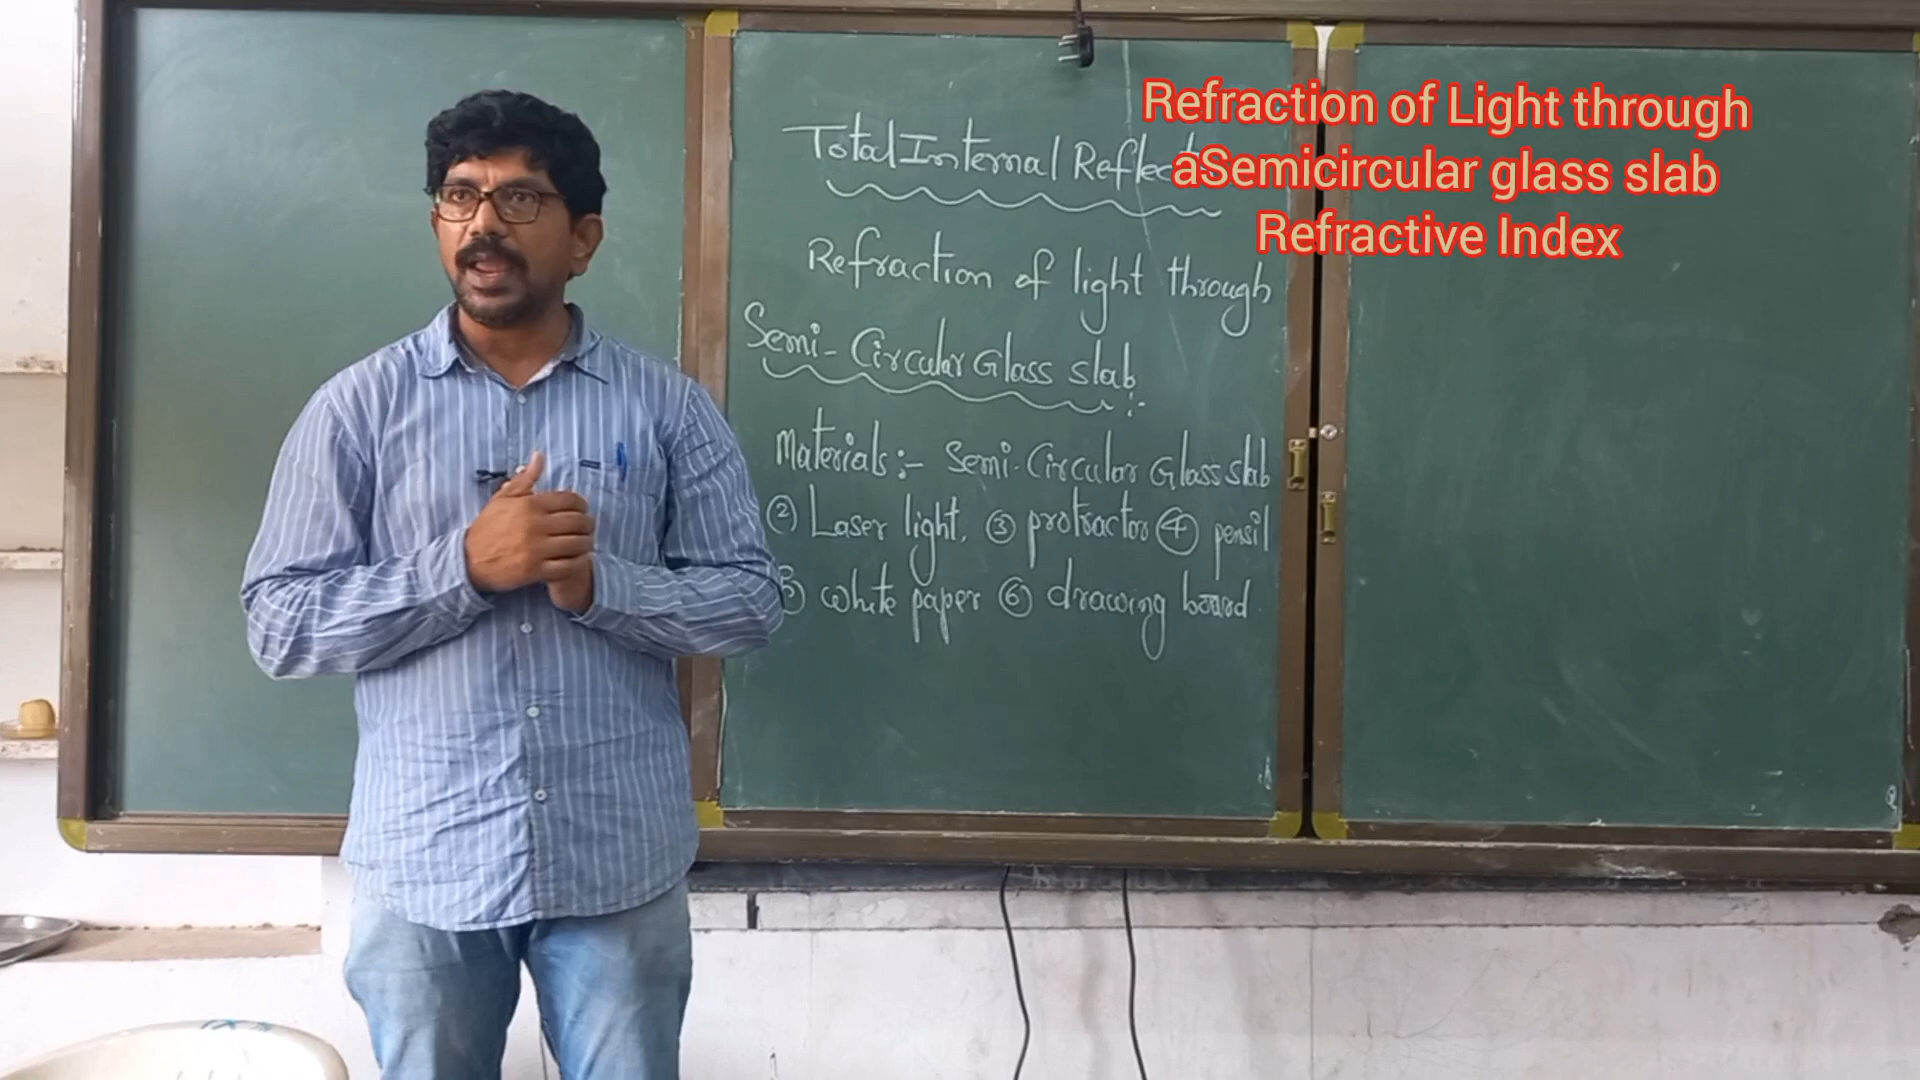 Refraction of Light through
aSemicircular glass slab
Refractive Index
Total Internal
Refraction of light through
Semi-Circular Glass slab :-
Materials :- Semi-Circular Glass slab
② Laser light, ③ protractor ④ pensil
white paper ⑥ drawing board